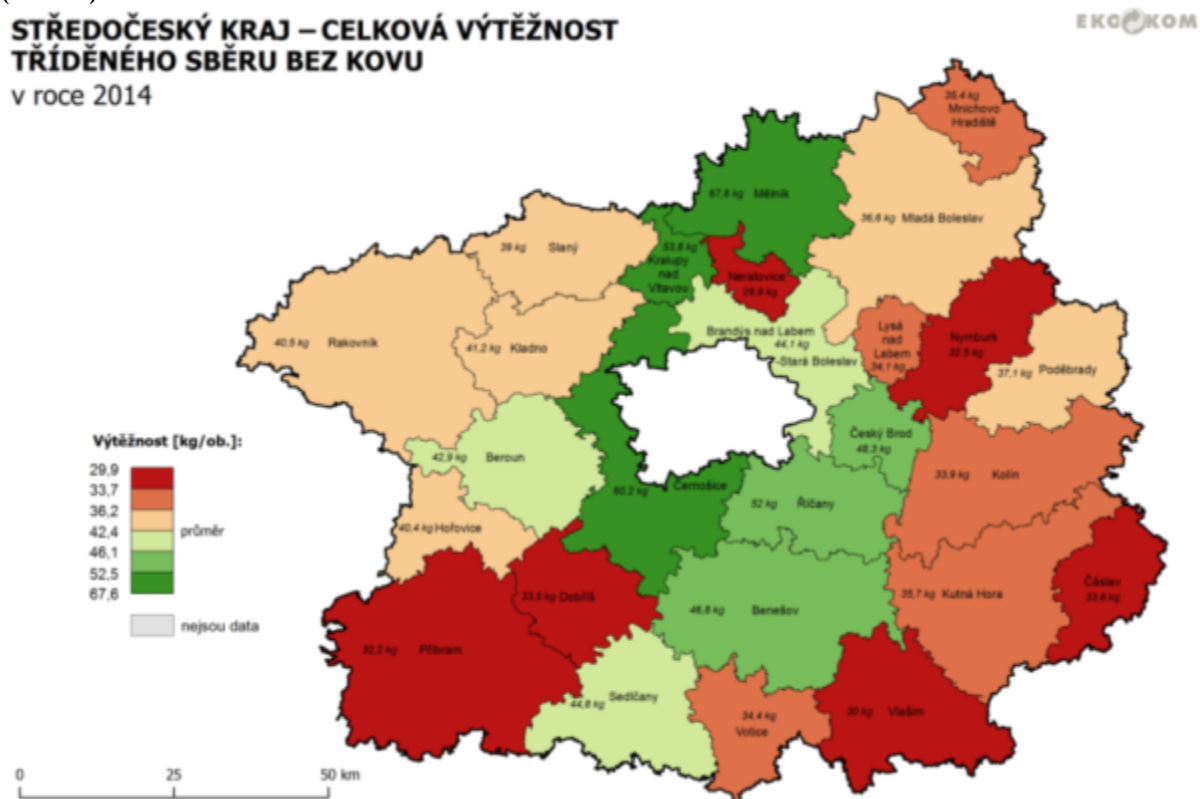 STŘEDOČESKÝ KRAJ – CELKOVÁ VÝTĚŽNOST
TŘÍDĚNÉHO SBĚRU BEZ KOVU
v roce 2014
EKO KOM
35,4 kg
Mnichovo
Hradiště
67,6 kg Mělník
36,6 kg Mladá Boleslav
39 kg Slaný
53,8 kg
Kralupy
nad
Vltavou
Neratovice
29,9 kg
40,5 kg Rakovník
41,2 kg Kladno
Brandýs nad Labem
44,1 kg
-Stará Boleslav
Lysá
nad
Labem
34,1 kg
Nymburk
32,5 kg
37,1 kg Poděbrady
Výtěžnost [kg/ob.]:
29,9
33,7
36,2
42,4
46,1
52,5
67,6
průměr
nejsou data
42,9 kg Beroun
Český Brod
48,3 kg
33,9 kg Kolín
60,2 kg Černošice
52 kg Říčany
40,4 kg Hořovice
33,5 kg Dobříš
46,8 kg Benešov
35,7 kg Kutná Hora
Čáslav
33,6 kg
32,2 kg Příbram
44,8 kg Sedlčany
34,4 kg
Votice
30 kg Vlašim
0 25 50 km